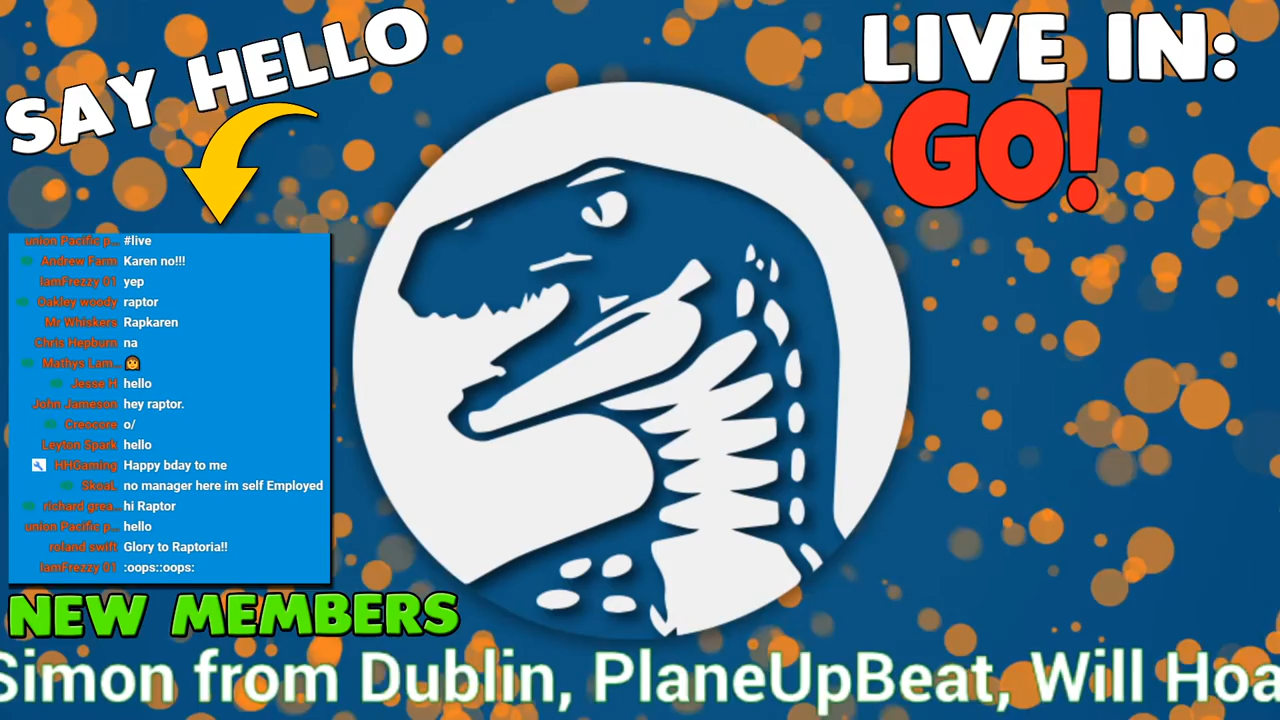 SAY HELLO
LIVE IN:
GO!
union Pacific p... #live
Andrew Farm Karen no!!!
IamFrezzy 01 yep
Oakley woody raptor
Mr Whiskers Rapkaren
Chris Hepburn na
Mathys Lam... 👩
Jesse H hello
John Jameson hey raptor.
Creocore o/
Leyton Spark hello
HHGaming Happy bday to me
SkoaL no manager here im self Employed
richard grea... hi Raptor
union Pacific p... hello
roland swift Glory to Raptoria!!
IamFrezzy 01 :oops::oops:
NEW MEMBERS
Simon from Dublin, PlaneUpBeat, Will Hoa